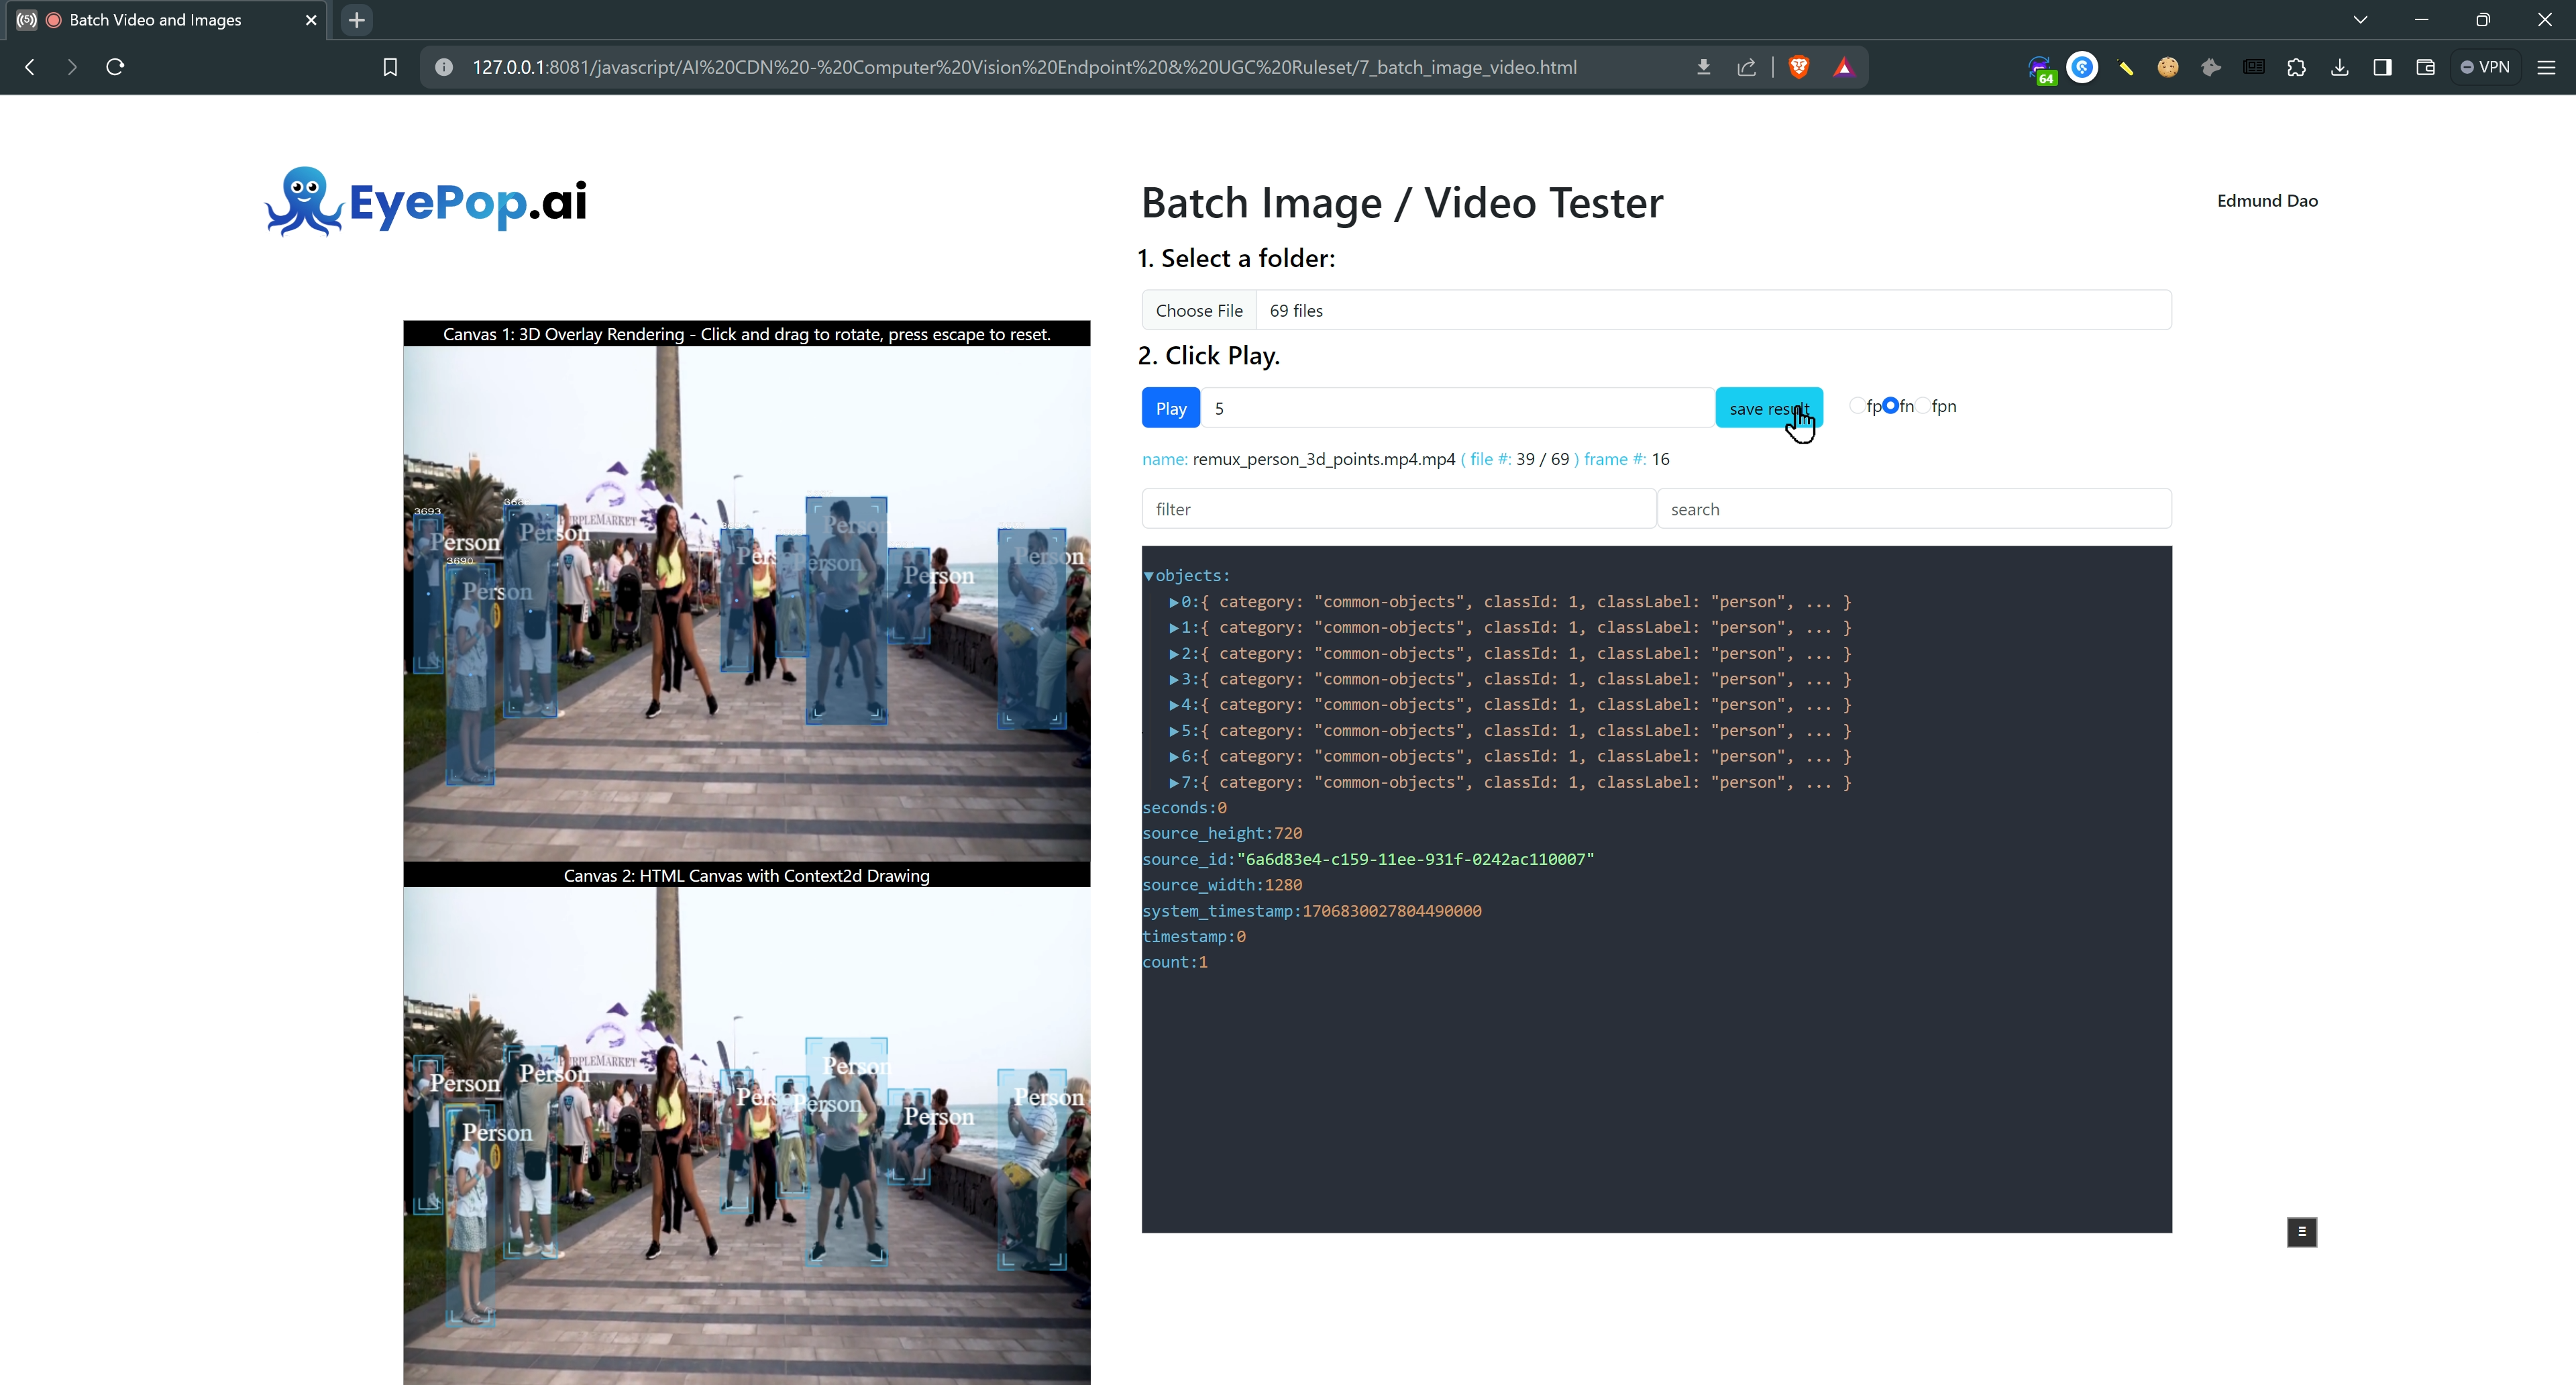 Batch Video and Images
127.0.0.1:8081/javascript/AI%20CDN%20-%20Computer%20Vision%20Endpoint%20&%20UGC%20Ruleset/7_batch_image_video.html
64
VPN
EyePop.ai
Batch Image / Video Tester
Edmund Dao
1. Select a folder:
Choose File 69 files
2. Click Play.
Play 5 save result fp fn fpn
name: remux_person_3d_points.mp4.mp4 ( file #: 39 / 69 ) frame #: 16
filter search
▼objects:
▶0:{ category: "common-objects", classId: 1, classLabel: "person", ... }
▶1:{ category: "common-objects", classId: 1, classLabel: "person", ... }
▶2:{ category: "common-objects", classId: 1, classLabel: "person", ... }
▶3:{ category: "common-objects", classId: 1, classLabel: "person", ... }
▶4:{ category: "common-objects", classId: 1, classLabel: "person", ... }
▶5:{ category: "common-objects", classId: 1, classLabel: "person", ... }
▶6:{ category: "common-objects", classId: 1, classLabel: "person", ... }
▶7:{ category: "common-objects", classId: 1, classLabel: "person", ... }
seconds:0
source_height:720
source_id:"6a6d83e4-c159-11ee-931f-0242ac110007"
source_width:1280
system_timestamp:1706830027804490000
timestamp:0
count:1
Canvas 1: 3D Overlay Rendering - Click and drag to rotate, press escape to reset.
3693
Person
Person
3690
Person
Person
Person
Person
Person
Canvas 2: HTML Canvas with Context2d Drawing
Person
Person
Person
Person
Person
Person
Person